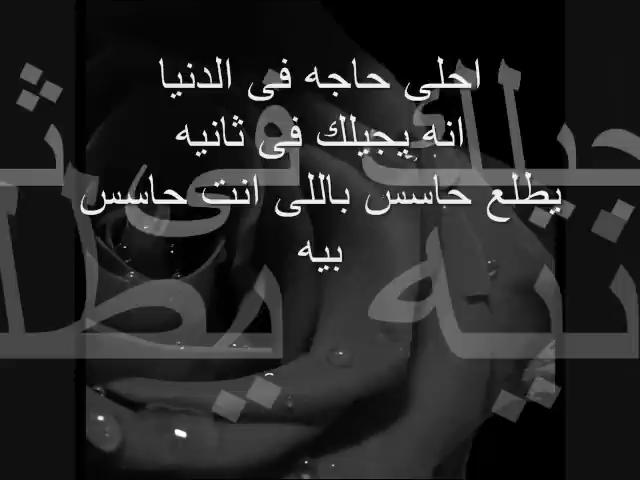 احلى حاجه فى الدنيا
انه يجيلك فى ثانيه
يطلع حاسس باللى انت حاسس
بيه